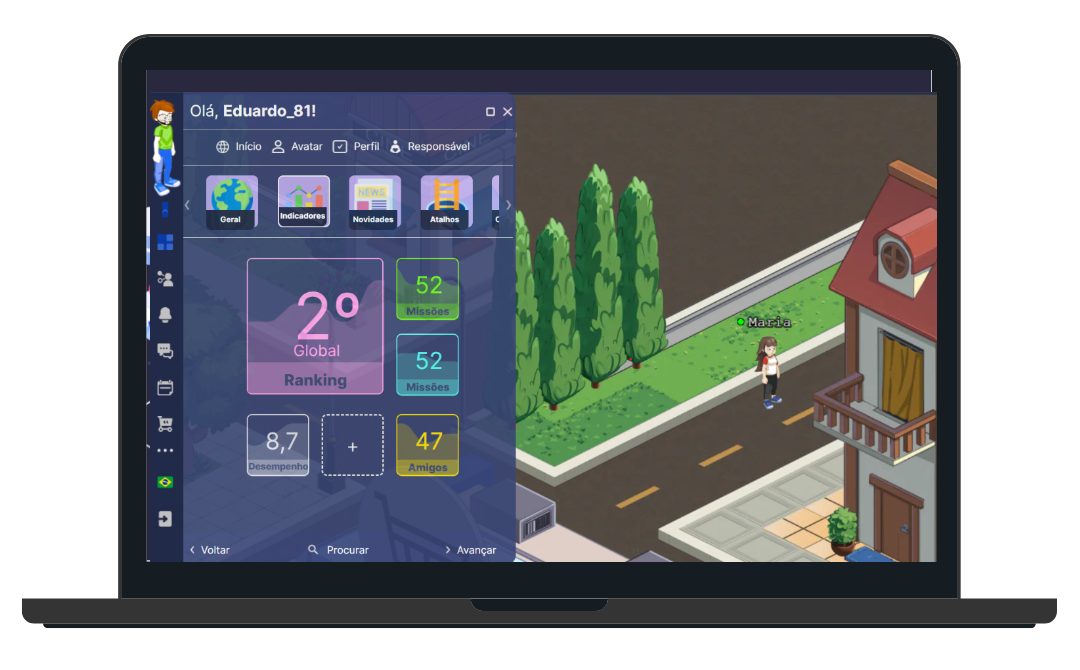 Olá, Eduardo_81!
Início Avatar Perfil Responsável
NEWS
Geral Indicadores Novidades Atalhos
2º
Global
Ranking
52
Missões
52
Missões
8,7
Desempenho
+
47
Amigos
Voltar Procurar Avançar
Maria